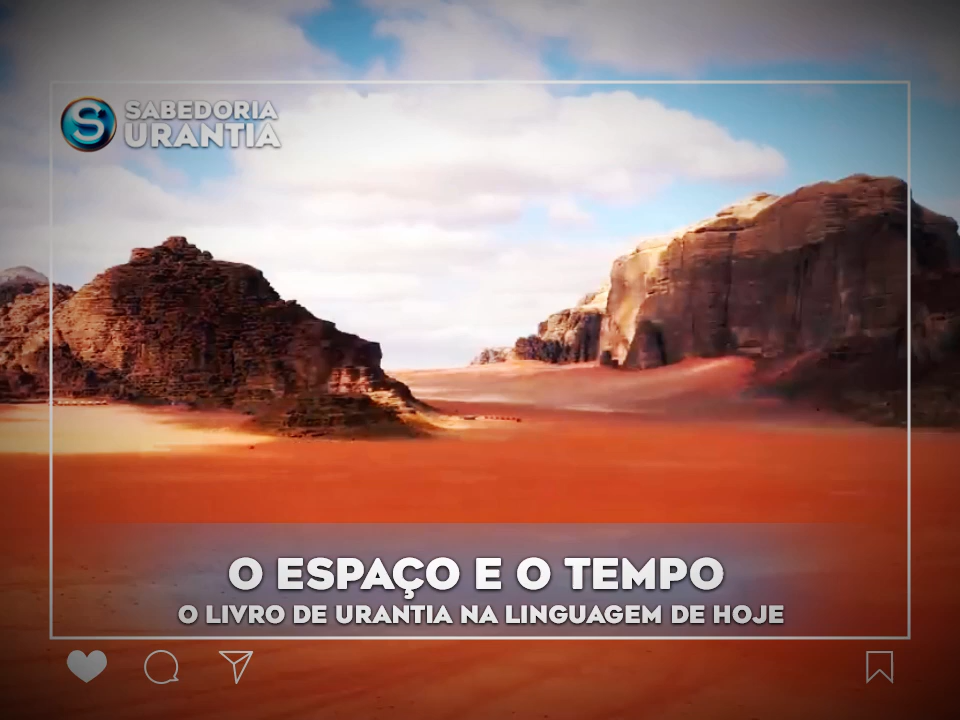 SABEDORIA
URANTIA
O ESPAÇO E O TEMPO
O LIVRO DE URANTIA NA LINGUAGEM DE HOJE